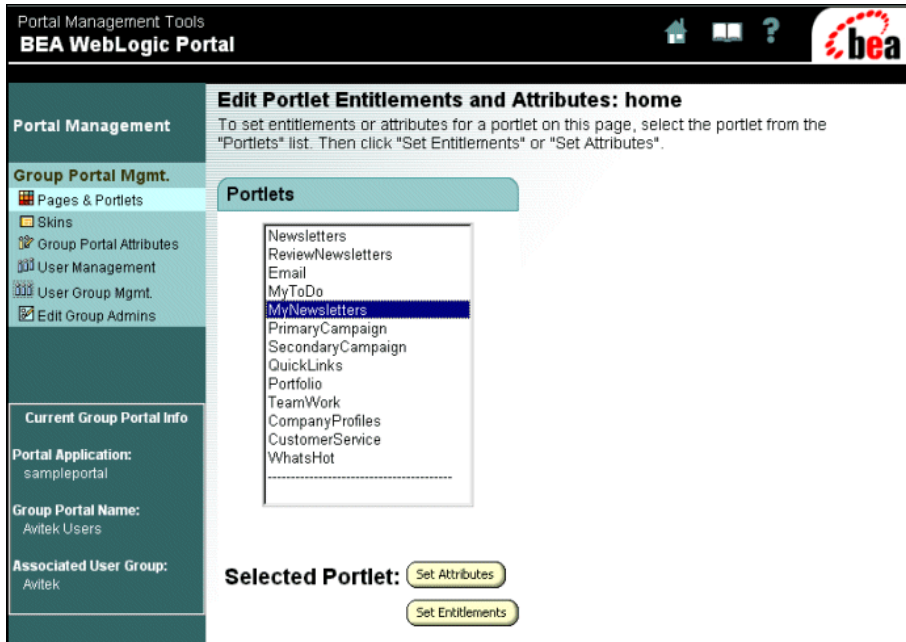 Portal Management Tools
BEA WebLogic Portal
?
bea
Portal Management
Group Portal Mgmt.
Pages & Portlets
Skins
Group Portal Attributes
User Management
User Group Mgmt.
Edit Group Admins
Current Group Portal Info
Portal Application:
sampleportal
Group Portal Name:
Avitek Users
Associated User Group:
Avitek
Edit Portlet Entitlements and Attributes: home
To set entitlements or attributes for a portlet on this page, select the portlet from the
"Portlets" list. Then click "Set Entitlements" or "Set Attributes".
Portlets
Newsletters
ReviewNewsletters
Email
MyToDo
MyNewsletters
PrimaryCampaign
SecondaryCampaign
QuickLinks
Portfolio
TeamWork
CompanyProfiles
CustomerService
WhatsHot
----------------------------------------
Selected Portlet: Set Attributes
Set Entitlements